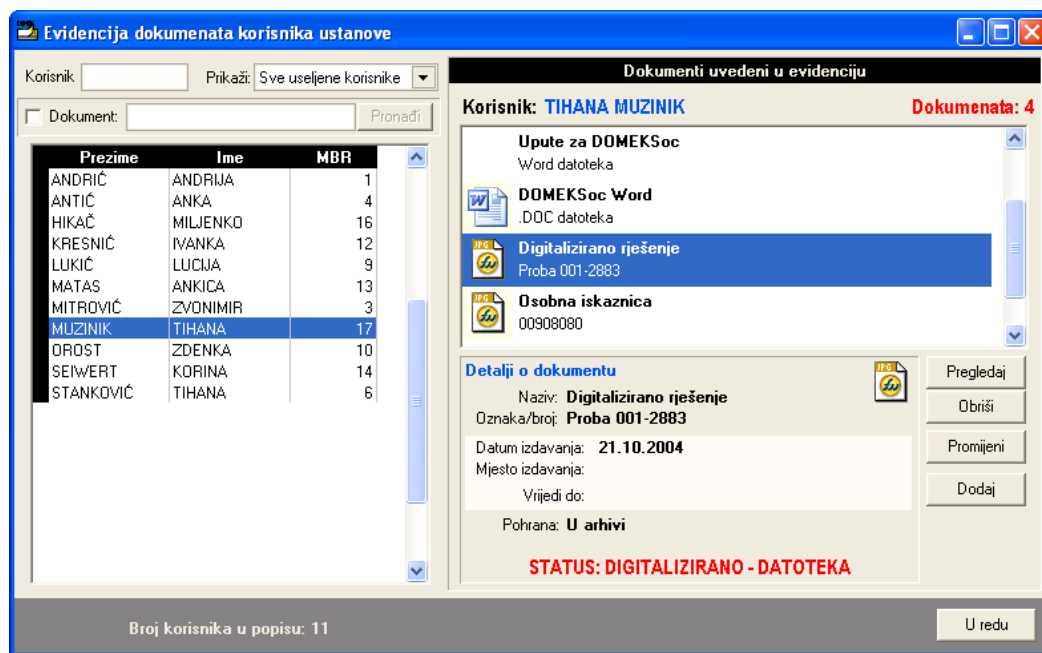 Evidencija dokumenata korisnika ustanove
Korisnik Prikaži: Sve useljene korisnike
Dokument: Pronađi
Prezime Ime MBR
ANDRIĆ ANDRIJA 1
ANTIĆ ANKA 4
HIKAČ MILJENKO 16
KRESNIĆ IVANKA 12
LUKIĆ LUCIJA 9
MATAS ANKICA 13
MITROVIĆ ZVONIMIR 3
MUZINIK TIHANA 17
OROST ZDENKA 10
SEIWERT KORINA 14
STANKOVIĆ TIHANA 6
Dokumenti uvedeni u evidenciju
Korisnik: TIHANA MUZINIK Dokumenata: 4
Upute za DOMEKSoc
Word datoteka
DOMEKSoc Word
.DOC datoteka
JPG Digitalizirano rješenje
Proba 001-2883
JPG Osobna iskaznica
00908080
Detalji o dokumentu JPG
Naziv: Digitalizirano rješenje
Oznaka/broj: Proba 001-2883
Datum izdavanja: 21.10.2004
Mjesto izdavanja:
Vrijedi do:
Pohrana: U arhivi
STATUS: DIGITALIZIRANO - DATOTEKA
Pregledaj
Obriši
Promijeni
Dodaj
Broj korisnika u popisu: 11
U redu